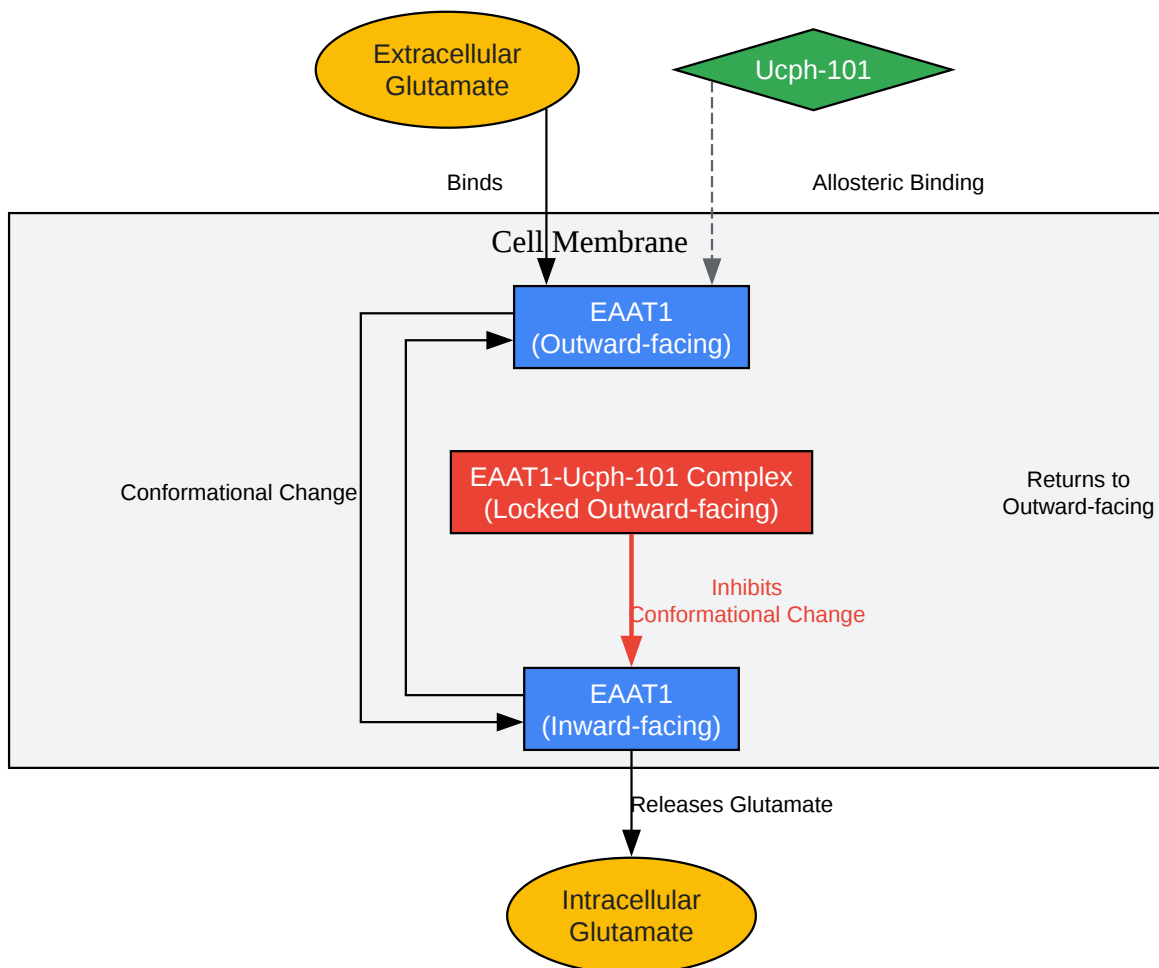 Extracellular
Glutamate
Ucph-101
Binds
Allosteric Binding
Cell Membrane
EAAT1
(Outward-facing)
EAAT1-Ucph-101 Complex
(Locked Outward-facing)
Conformational Change
Returns to
Outward-facing
Inhibits
Conformational Change
EAAT1
(Inward-facing)
Releases Glutamate
Intracellular
Glutamate